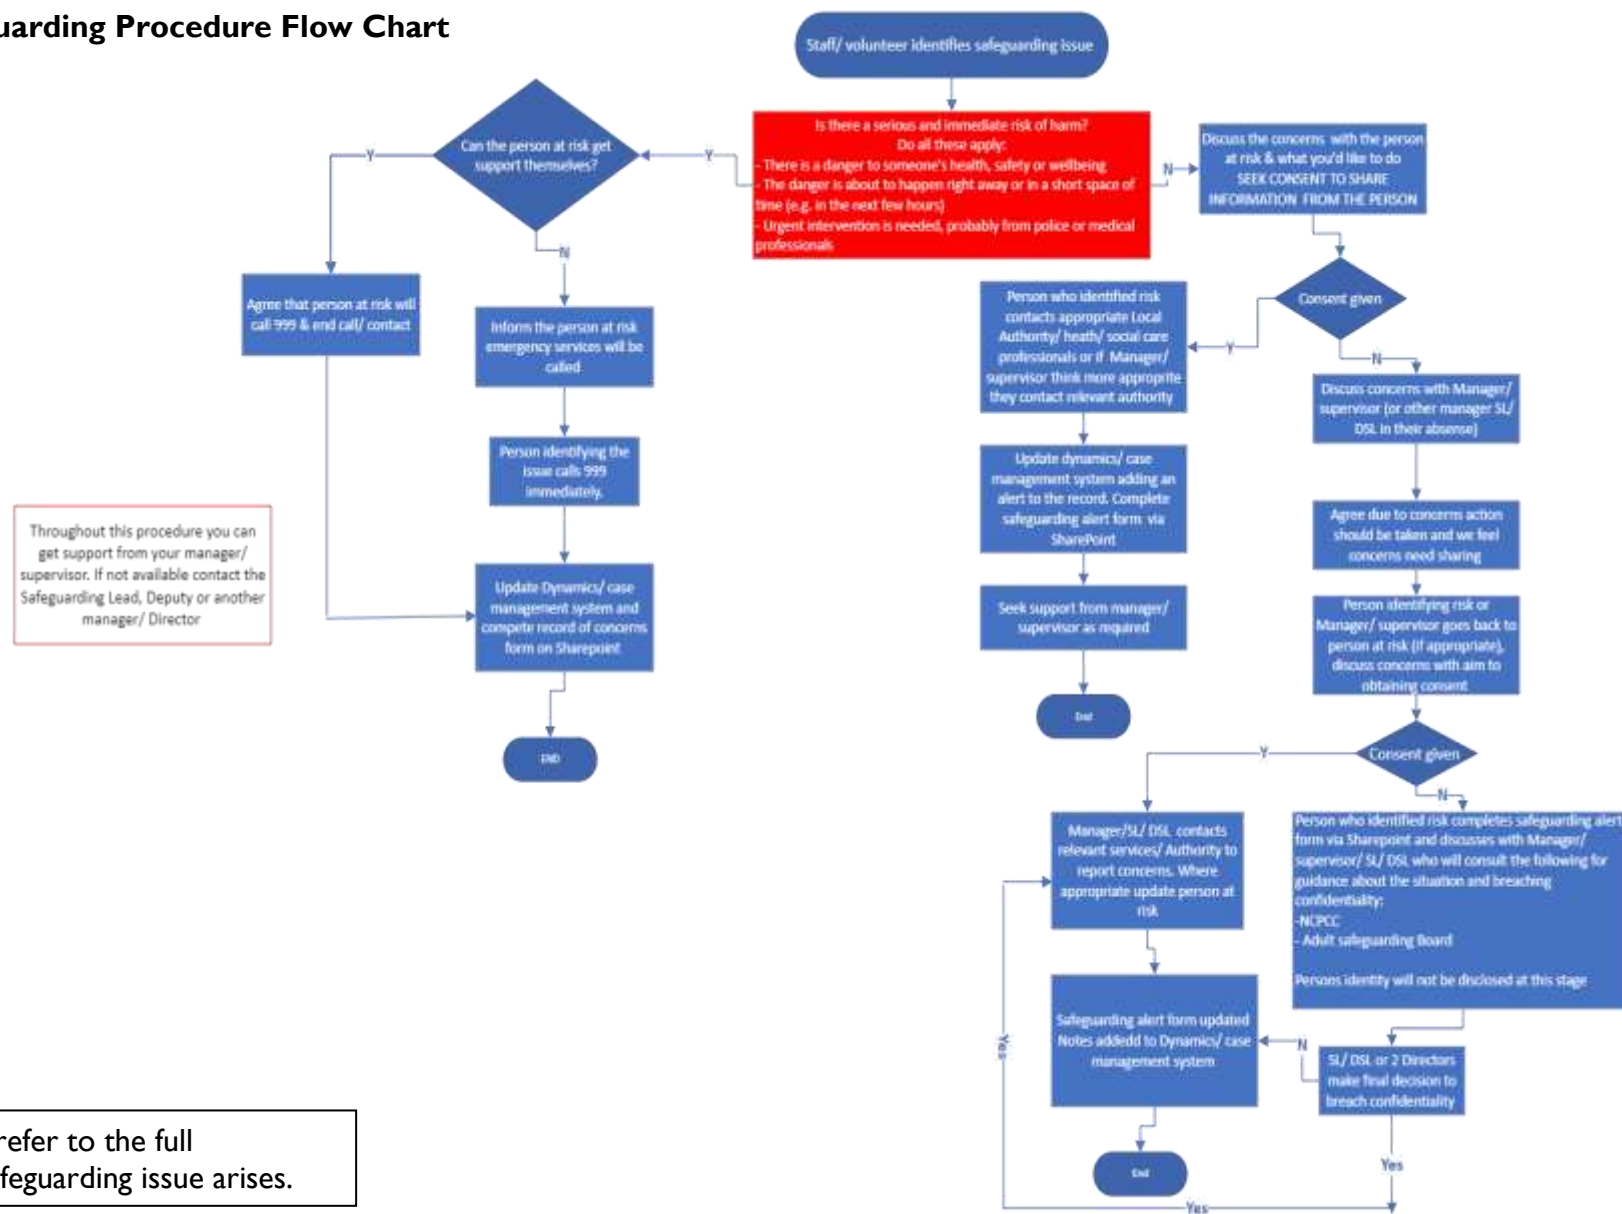 uarding Procedure Flow Chart
Staff/ volunteer identifies safeguarding issue
Is there a serious and immediate risk of harm?
Do all these apply:
- There is a danger to someone's health, safety or wellbeing
- The danger is about to happen right away or in a short space of
time (e.g. in the next few hours)
- Urgent intervention is needed, probably from police or medical
professionals
Y
N
Can the person at risk get
support themselves?
Y
N
Agree that person at risk will
call 999 & end call/ contact
Inform the person at risk
emergency services will be
called
Person identifying the
issue calls 999
immediately.
Update Dynamics/ case
management system and
compete record of concerns
form on Sharepoint
END
Throughout this procedure you can
get support from your manager/
supervisor. If not available contact the
Safeguarding Lead, Deputy or another
manager/ Director
Discuss the concerns with the person
at risk & what you'd like to do
SEEK CONSENT TO SHARE
INFORMATION FROM THE PERSON
Consent given
Y
N
Person who identified risk
contacts appropriate Local
Authority/ heath/ social care
professionals or if Manager/
supervisor think more approprite
they contact relevant authority
Update dynamics/ case
management system adding an
alert to the record. Complete
safeguarding alert form via
SharePoint
Seek support from manager/
supervisor as required
End
Discuss concerns with Manager/
supervisor (or other manager SL/
DSL in their absense)
Agree due to concerns action
should be taken and we feel
concerns need sharing
Person identifying risk or
Manager/ supervisor goes back to
person at risk (if appropriate),
discuss concerns with aim to
obtaining consent
Consent given
Y
N
Manager/SL/ DSL contacts
relevant services/ Authority to
report concerns. Where
appropriate update person at
risk
Person who identified risk completes safeguarding alert
form via Sharepoint and discusses with Manager/
supervisor/ SL/ DSL who will consult the following for
guidance about the situation and breaching
confidentiality:
-NCPCC
- Adult safeguarding Board
Persons identity will not be disclosed at this stage
Safeguarding alert form updated
Notes addedd to Dynamics/ case
management system
N
SL/ DSL or 2 Directors
make final decision to
breach confidentiality
Yes
Yes
Yes
End
refer to the full
feguarding issue arises.